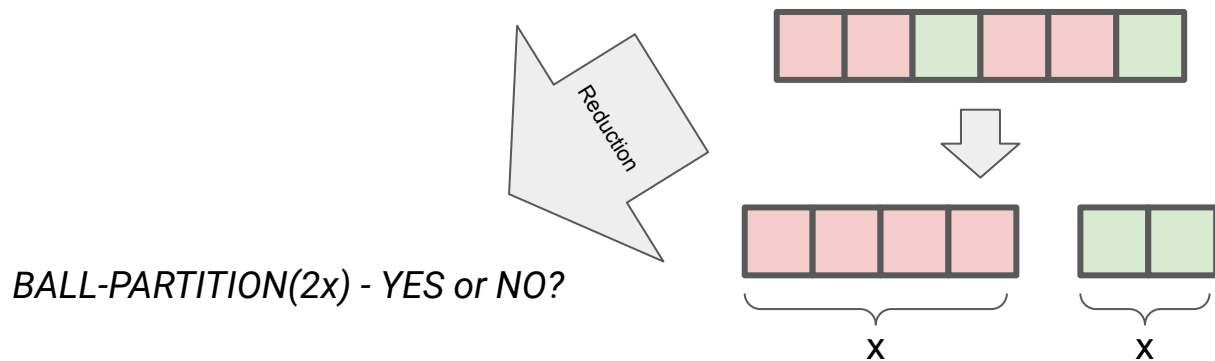 Reduction
BALL-PARTITION(2x) - YES or NO?
x
x